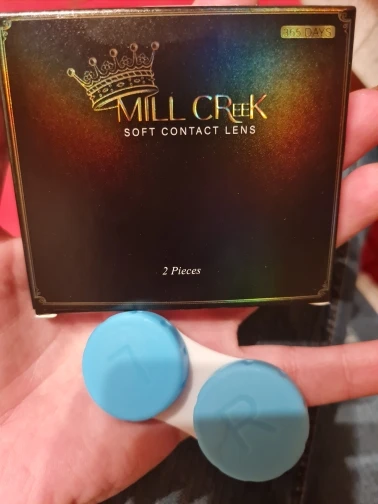 365 DAYS
MILL CREEK
SOFT CONTACT LENS
2 Pieces
L
R